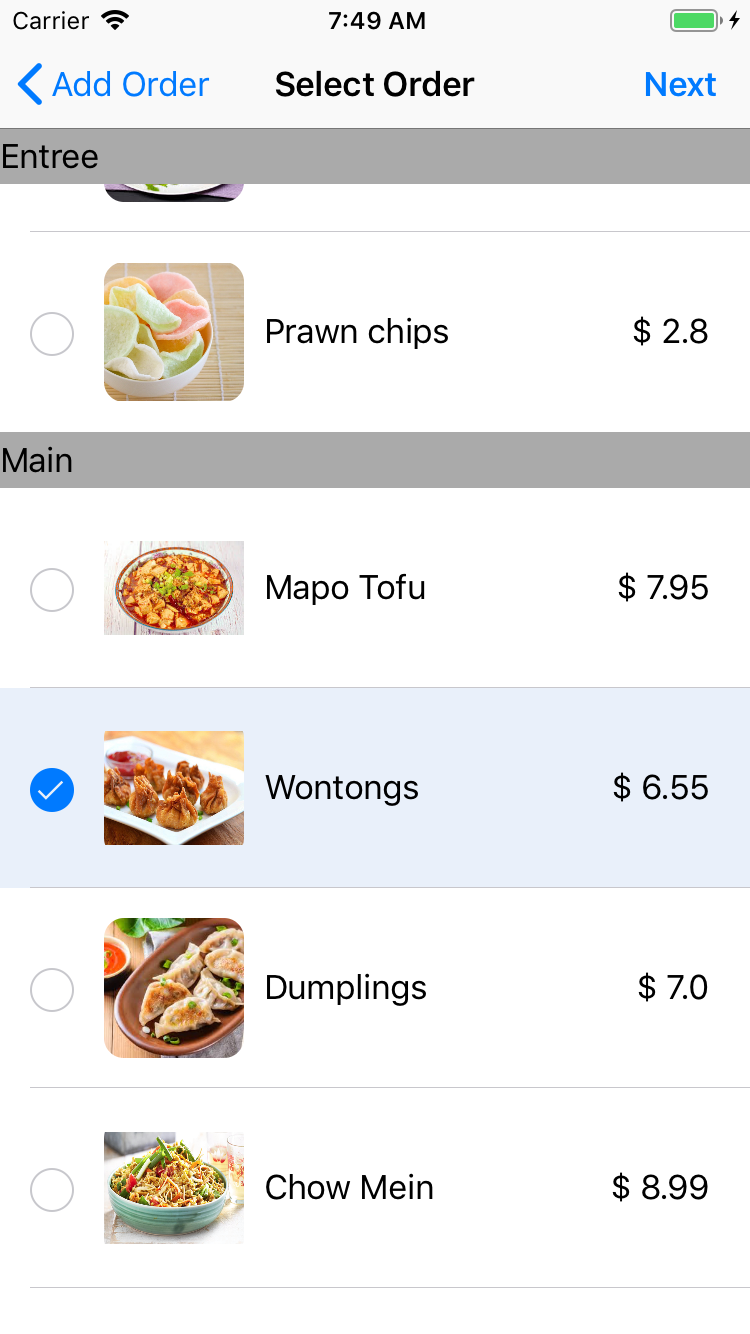 Carrier 7:49 AM
Add Order Select Order Next
Entree
Prawn chips $ 2.8
Main
Mapo Tofu $ 7.95
Wontongs $ 6.55
Dumplings $ 7.0
Chow Mein $ 8.99